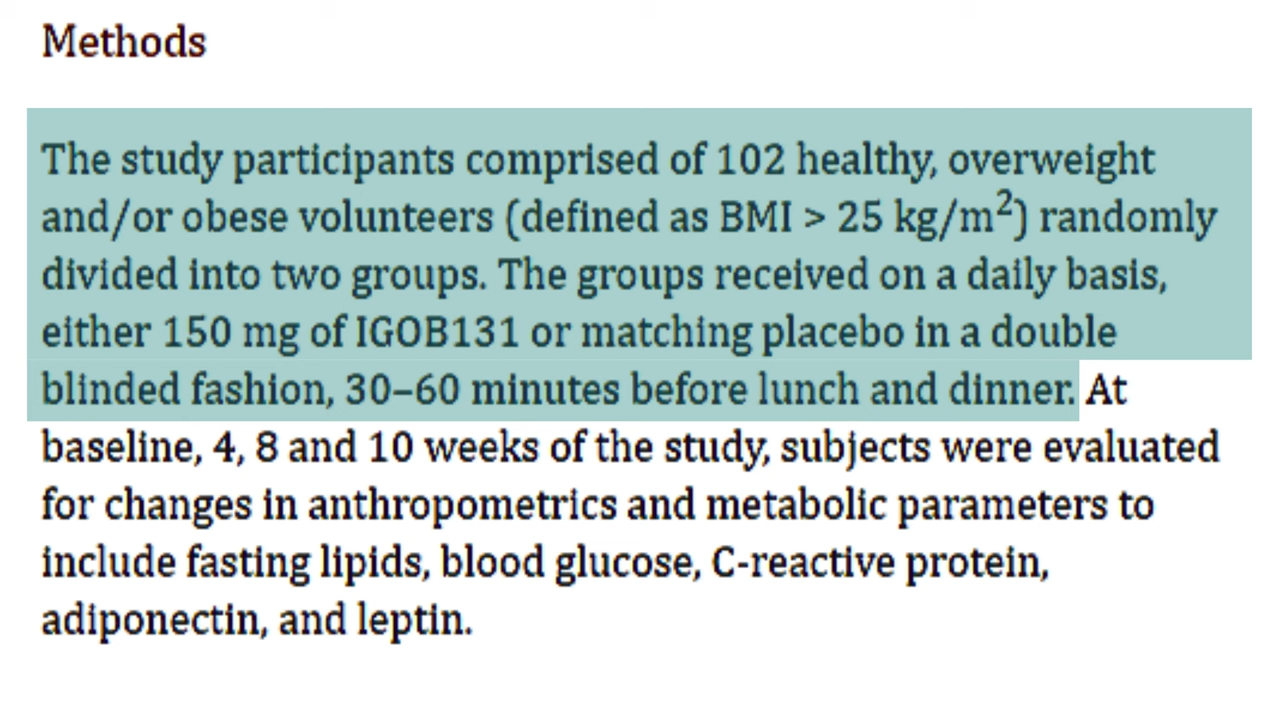 Methods
The study participants comprised of 102 healthy, overweight
and/or obese volunteers (defined as BMI > 25 kg/m²) randomly
divided into two groups. The groups received on a daily basis,
either 150 mg of IGOB131 or matching placebo in a double
blinded fashion, 30–60 minutes before lunch and dinner. At
baseline, 4, 8 and 10 weeks of the study, subjects were evaluated
for changes in anthropometrics and metabolic parameters to
include fasting lipids, blood glucose, C-reactive protein,
adiponectin, and leptin.